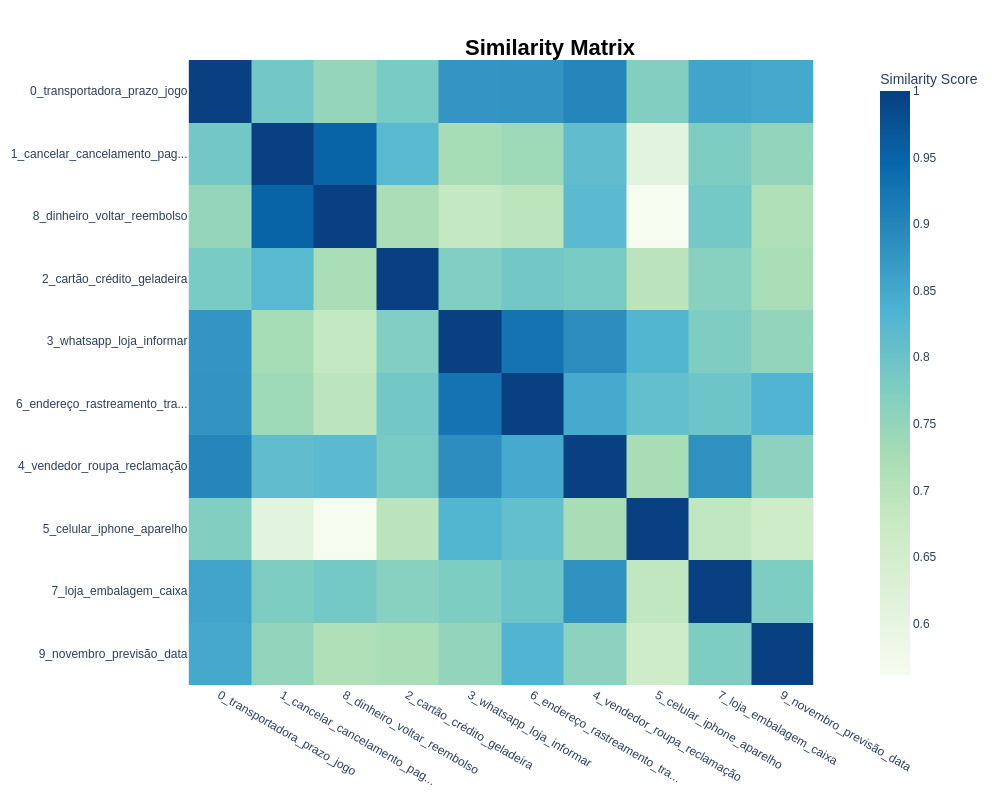 Similarity Matrix
0_transportadora_prazo_jogo
1_cancelar_cancelamento_pag...
8_dinheiro_voltar_reembolso
2_cartão_crédito_geladeira
3_whatsapp_loja_informar
6_endereço_rastreamento_tra...
4_vendedor_roupa_reclamação
5_celular_iphone_aparelho
7_loja_embalagem_caixa
9_novembro_previsão_data
0_transportadora_prazo_jogo
1_cancelar_cancelamento_pag...
8_dinheiro_voltar_reembolso
2_cartão_crédito_geladeira
3_whatsapp_loja_informar
6_endereço_rastreamento_tra...
4_vendedor_roupa_reclamação
5_celular_iphone_aparelho
7_loja_embalagem_caixa
9_novembro_previsão_data
Similarity Score
1
0.95
0.9
0.85
0.8
0.75
0.7
0.65
0.6